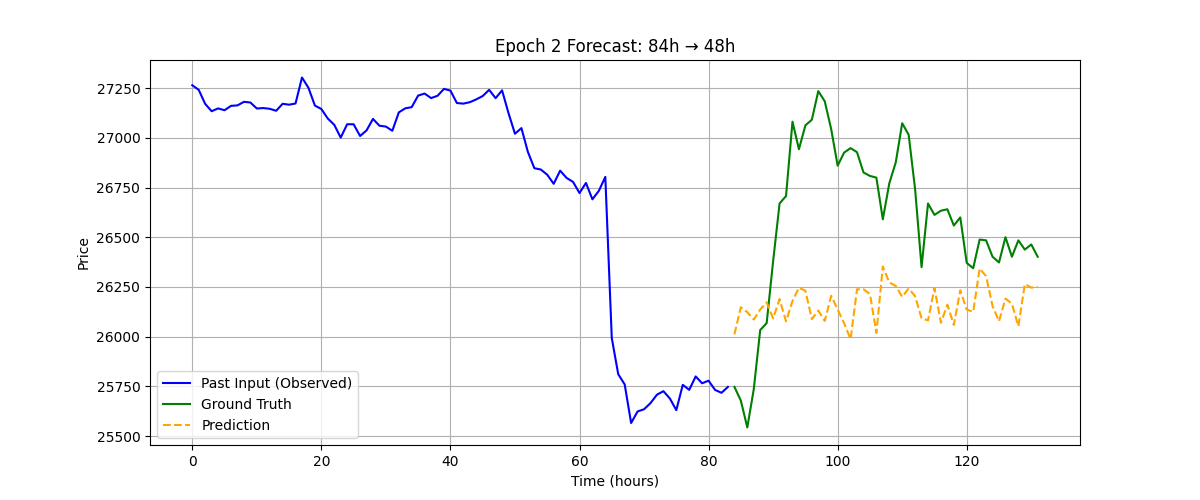 Epoch 2 Forecast: 84h → 48h
Price
27250
27000
26750
26500
26250
26000
25750
25500
Past Input (Observed)
Ground Truth
Prediction
0 20 40 60 80 100 120
Time (hours)